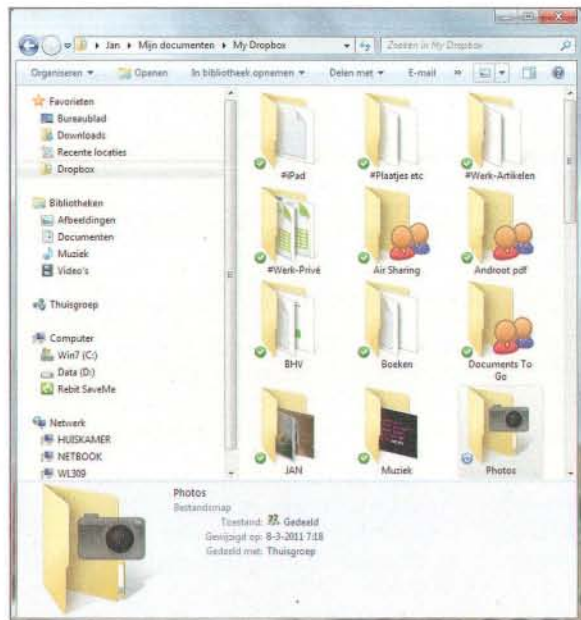 Jan ▸ Mijn documenten ▸ My Dropbox
Zoeken in My Dropbox
Organiseren
Openen
In bibliotheek opnemen
Delen met
E-mail
»
Favorieten
Bureaublad
Downloads
Recente locaties
Dropbox
Bibliotheken
Afbeeldingen
Documenten
Muziek
Video's
Thuisgroep
Computer
Win7 (C:)
Data (D:)
Rebit SaveMe
Netwerk
HUISKAMER
NETBOOK
WL309
#iPad
#Plaatjes etc
#Werk-Artikelen
#Werk-Privé
Air Sharing
Androot pdf
BHV
Boeken
Documents To
Go
JAN
Muziek
Photos
Photos
Bestandsmap
Toestand: Gedeeld
Gewijzigd op: 8-3-2011 7:18
Gedeeld met: Thuisgroep